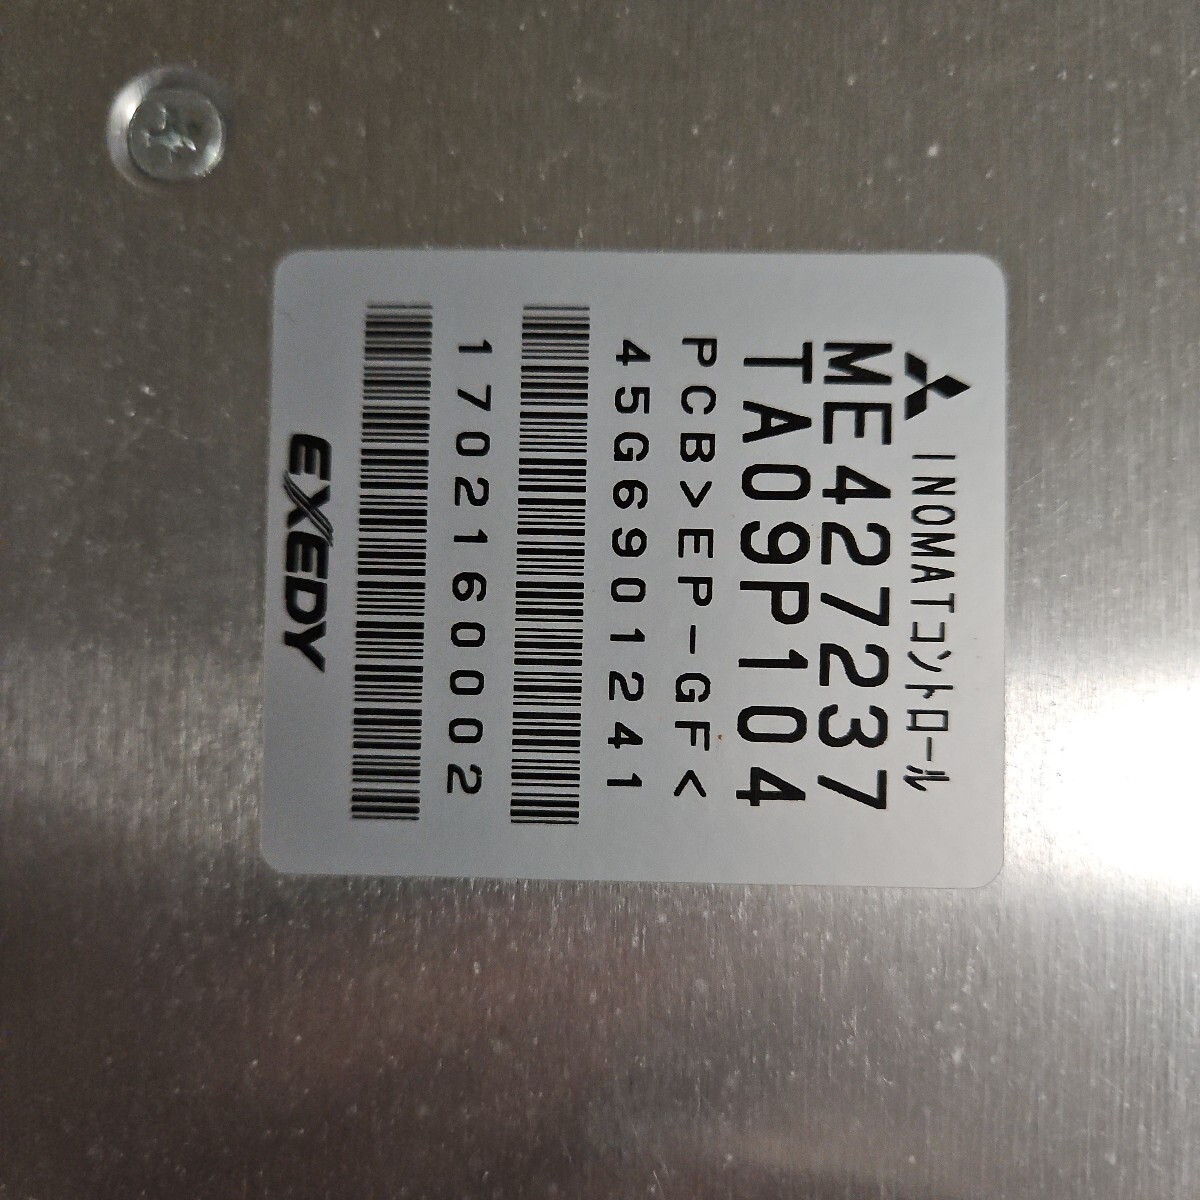 INOMATコントロール
ME427237
TA09P104
PCB>EP-GF<
45G6901241
1702160002
EXEDY